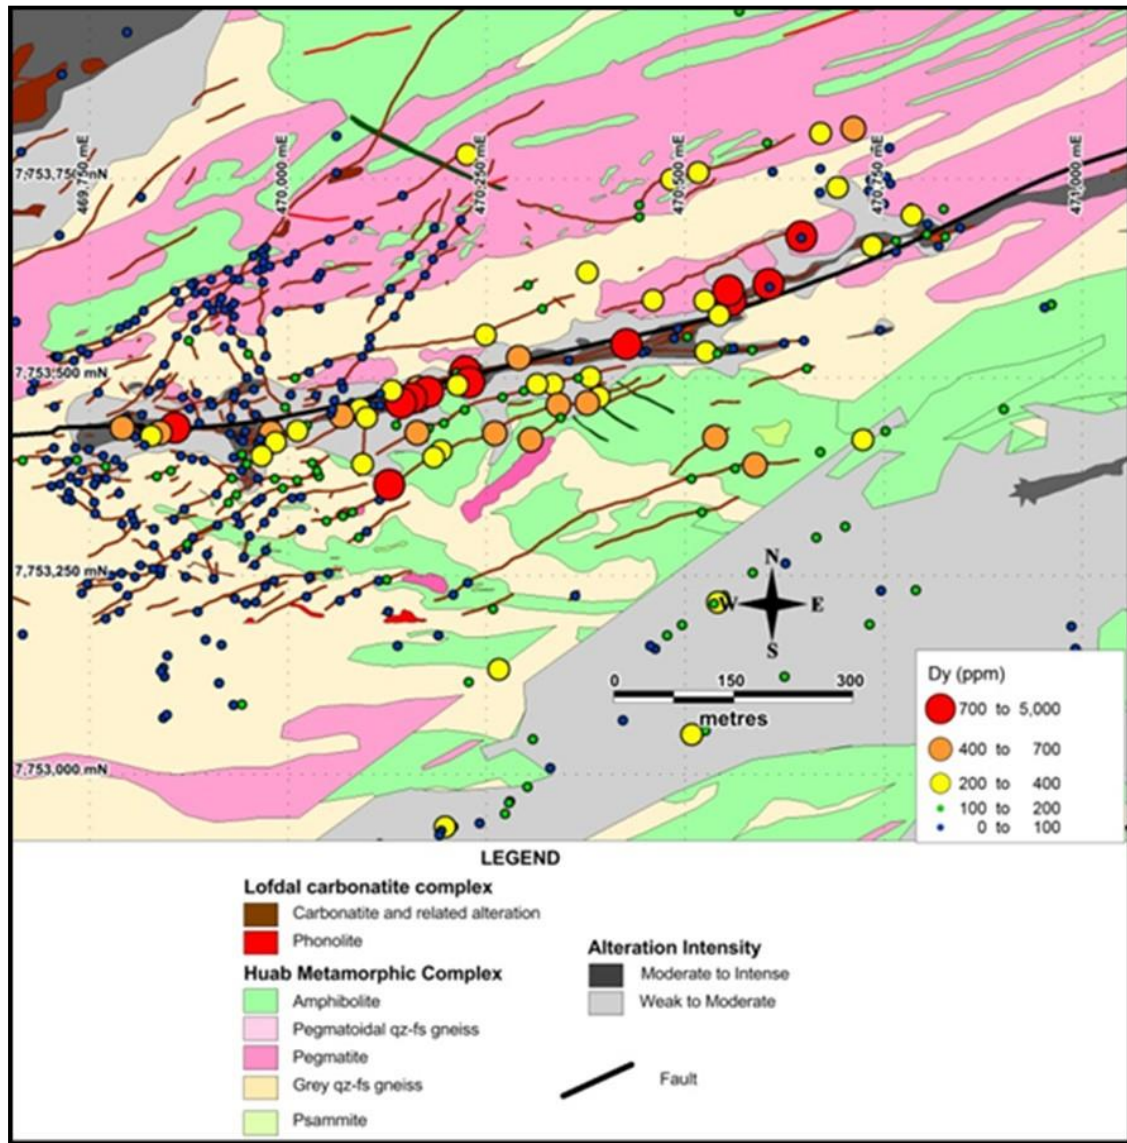 469,750 mE
470,000 mE
470,250 mE
470,500 mE
470,750 mE
471,000 mE
7,753,750 mN
7,753,500 mN
7,753,250 mN
7,753,000 mN
N
W
E
S
0 150 300
metres
Dy (ppm)
700 to 5,000
400 to 700
200 to 400
100 to 200
0 to 100
LEGEND
Lofdal carbonatite complex
Carbonatite and related alteration
Phonolite
Huab Metamorphic Complex
Amphibolite
Pegmatoidal qz-fs gneiss
Pegmatite
Grey qz-fs gneiss
Psammite
Alteration Intensity
Moderate to Intense
Weak to Moderate
Fault